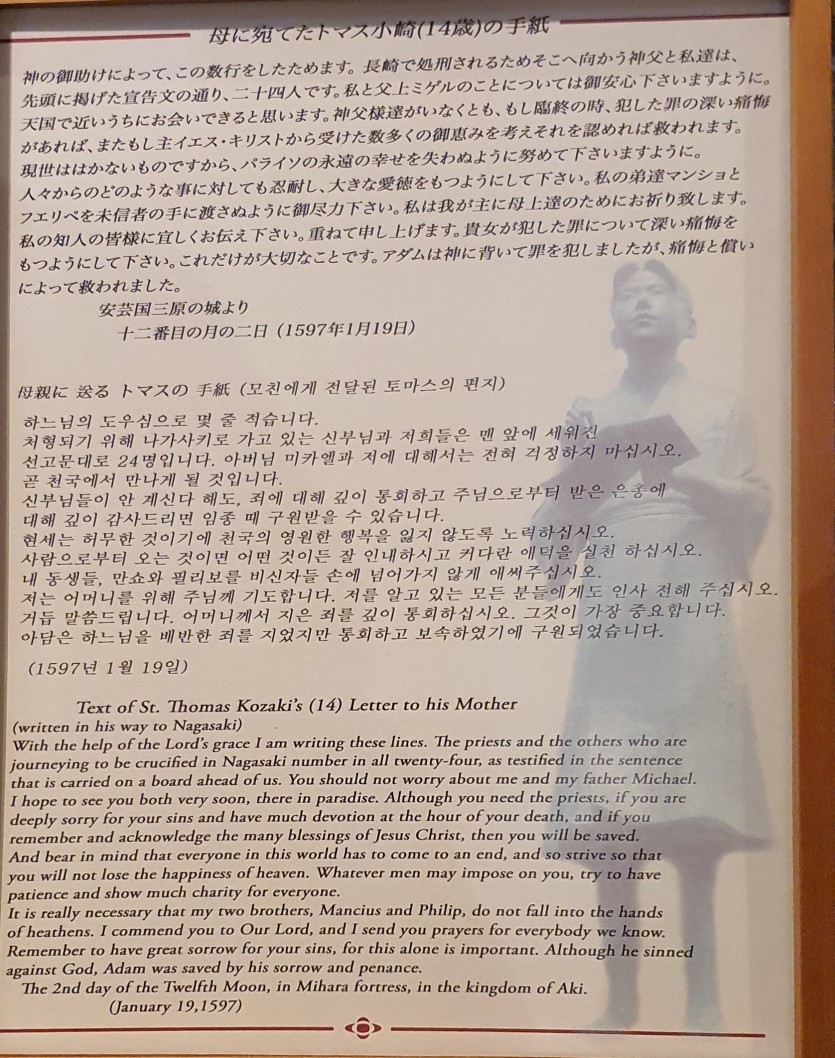 母に宛てたトマス小崎(14歳)の手紙
神の御助けによって、この数行をしたためます。長崎で処刑されるためそこへ向かう神父と私達は、
先頭に掲げた宣告文の通り、二十四人です。私と父上ミゲルのことについては御安心下さいますように。
天国で近いうちにお会いできると思います。神父様達がいなくとも、もし臨終の時、犯した罪の深い痛悔
があれば、またもし主イエス・キリストから受けた数多くの御恵みを考えそれを認めれば救われます。
現世ははかないものですから、パライソの永遠の幸せを失わぬように努めて下さいますように。
人々からのどのような事に対しても忍耐し、大きな愛徳をもつようにして下さい。私の弟達マンショと
フエリペを未信者の手に渡さぬように御尽力下さい。私は我が主に母上達のためにお祈り致します。
私の知人の皆様に宜しくお伝え下さい。重ねて申し上げます。貴女が犯した罪について深い痛悔を
もつようにして下さい。これだけが大切なことです。アダムは神に背いて罪を犯しましたが、痛悔と償い
によって救われました。
安芸国三原の城より
十二番目の月の二日 (1597年1月19日)
母親に 送る トマスの 手紙 (모친에게 전달된 토마스의 편지)
하느님의 도우심으로 몇 줄 적습니다.
처형되기 위해 나가사키로 가고 있는 신부님과 저희들은 맨 앞에 세워진
선고문대로 24명입니다. 아버님 미카엘과 저에 대해서는 전혀 걱정하지 마십시오.
곧 천국에서 만나게 될 것입니다.
신부님들이 안 계신다 해도, 죄에 대해 깊이 통회하고 주님으로부터 받은 은총에
대해 깊이 감사드리면 임종 때 구원받을 수 있습니다.
현세는 허무한 것이기에 천국의 영원한 행복을 잃지 않도록 노력하십시오.
사람으로부터 오는 것이면 어떤 것이든 잘 인내하시고 커다란 애덕을 실천 하십시오.
내 동생들, 만쇼와 필리보를 비신자들 손에 넘어가지 않게 애써주십시오.
저는 어머니를 위해 주님께 기도합니다. 저를 알고 있는 모든 분들에게도 인사 전해 주십시오.
거듭 말씀드립니다. 어머니께서 지은 죄를 깊이 통회하십시오. 그것이 가장 중요합니다.
아담은 하느님을 배반한 죄를 지었지만 통회하고 보속하였기에 구원되었습니다.
(1597년 1월 19일)
Text of St. Thomas Kozaki's (14) Letter to his Mother
(written in his way to Nagasaki)
With the help of the Lord's grace I am writing these lines. The priests and the others who are
journeying to be crucified in Nagasaki number in all twenty-four, as testified in the sentence
that is carried on a board ahead of us. You should not worry about me and my father Michael.
I hope to see you both very soon, there in paradise. Although you need the priests, if you are
deeply sorry for your sins and have much devotion at the hour of your death, and if you
remember and acknowledge the many blessings of Jesus Christ, then you will be saved.
And bear in mind that everyone in this world has to come to an end, and so strive so that
you will not lose the happiness of heaven. Whatever men may impose on you, try to have
patience and show much charity for everyone.
It is really necessary that my two brothers, Mancius and Philip, do not fall into the hands
of heathens. I commend you to Our Lord, and I send you prayers for everybody we know.
Remember to have great sorrow for your sins, for this alone is important. Although he sinned
against God, Adam was saved by his sorrow and penance.
The 2nd day of the Twelfth Moon, in Mihara fortress, in the kingdom of Aki.
(January 19,1597)